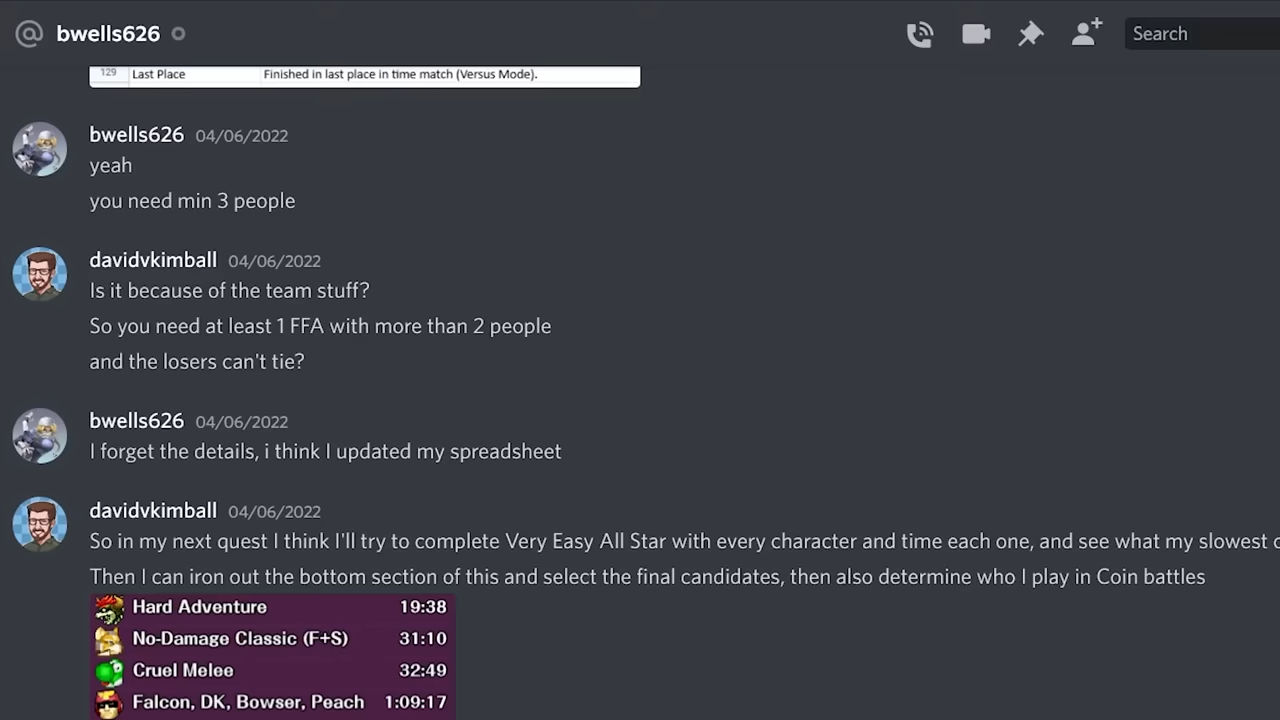 @ bwells626
Search
129 Last Place Finished in last place in time match (Versus Mode).
bwells626 04/06/2022
yeah
you need min 3 people
davidvkimball 04/06/2022
Is it because of the team stuff?
So you need at least 1 FFA with more than 2 people
and the losers can't tie?
bwells626 04/06/2022
I forget the details, i think I updated my spreadsheet
davidvkimball 04/06/2022
So in my next quest I think I'll try to complete Very Easy All Star with every character and time each one, and see what my slowest
Then I can iron out the bottom section of this and select the final candidates, then also determine who I play in Coin battles
Hard Adventure 19:38
No-Damage Classic (F+S) 31:10
Cruel Melee 32:49
Falcon, DK, Bowser, Peach 1:09:17